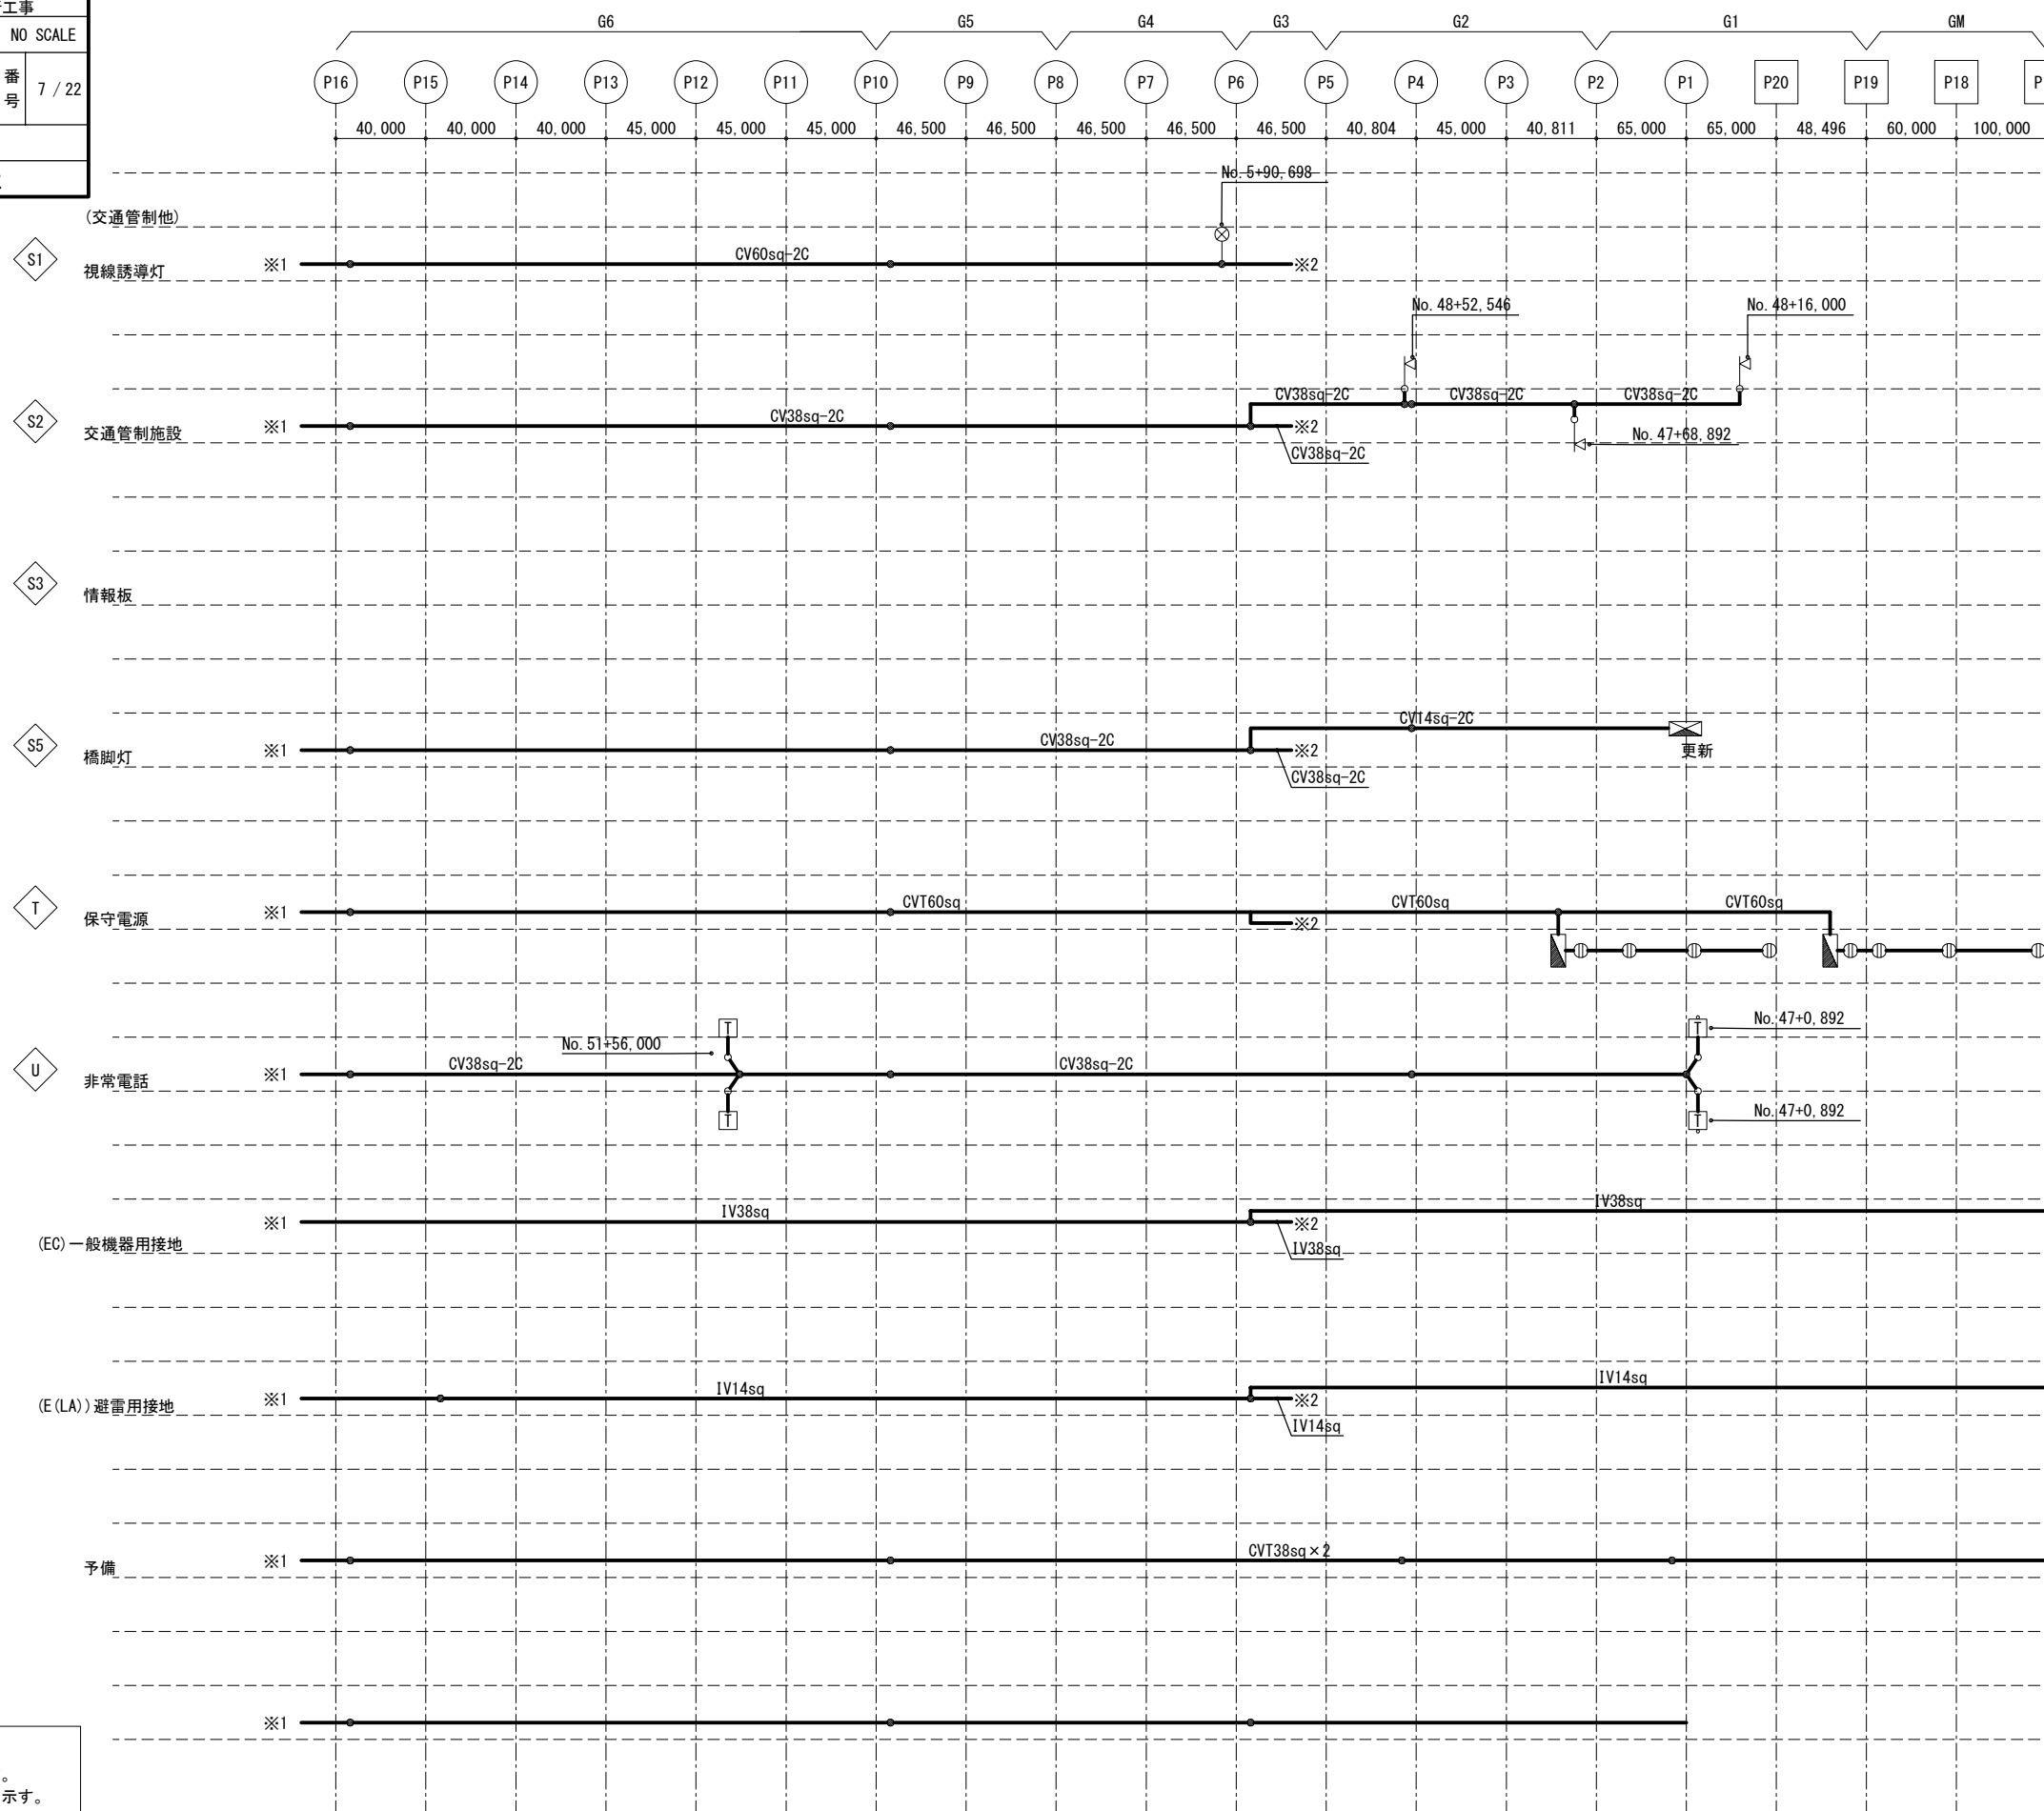 工事
NO SCALE
番号 7 / 22
G6 G5 G4 G3 G2 G1 GM
P16 P15 P14 P13 P12 P11 P10 P9 P8 P7 P6 P5 P4 P3 P2 P1 P20 P19 P18 P
40,000 40,000 40,000 45,000 45,000 45,000 46,500 46,500 46,500 46,500 46,500 40,804 45,000 40,811 65,000 65,000 48,496 60,000 100,000
No.5+90,698
(交通管制他)
S1 視線誘導灯 ※1 CV60sq-2C ※2
No.48+52,546 No.48+16,000
CV38sq-2C CV38sq-2C CV38sq-2C
S2 交通管制施設 ※1 CV38sq-2C ※2
No.47+68,892
CV38sq-2C
S3 情報板
CV14sq-2C
S5 橋脚灯 ※1 CV38sq-2C ※2 更新
CV38sq-2C
T 保守電源 ※1 CVT60sq CVT60sq CVT60sq
※2
T T No.47+0,892
No.51+56,000
U 非常電話 ※1 CV38sq-2C CV38sq-2C
T T No.47+0,892
IV38sq
(EC)一般機器用接地 ※1 IV38sq ※2
IV38sq
IV14sq
(E(LA))避雷用接地 ※1 IV14sq ※2
IV14sq
予備 ※1 CVT38sq×2
※1
。
示す。